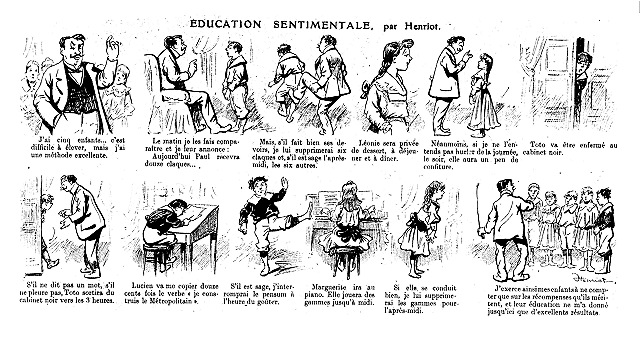 ÉDUCATION SENTIMENTALE, par Henriot.
J'ai cinq enfants... c'est
difficile à élever, mais j'ai
une méthode excellente.
Le matin je les fais compa-
raître et je leur annonce :
Aujourd'hui Paul recevra
douze claques...
Mais, s'il fait bien ses de-
voirs, je lui supprimerai six
claques et, s'il est sage l'après-
midi, les six autres.
Léonie sera privée
de dessert, à déjeu-
ner et à dîner.
Néanmoins, si je ne l'en-
tends pas hurler de la journée,
le soir, elle aura un peu de
confiture.
Toto va être enfermé au
cabinet noir.
S'il ne dit pas un mot, s'il
ne pleure pas, Toto sortira du
cabinet noir vers les 3 heures.
Lucien va me copier douze
cents fois le verbe « je cons-
truis le Métropolitain ».
S'il est sage, j'inter-
romprai le pensum à
l'heure du goûter.
Marguerite ira au
piano. Elle jouera des
gammes jusqu'à midi.
Si elle se conduit
bien, je lui supprime-
rai les gammes pour
l'après-midi.
J'exerce ainsi mes enfants à ne comp-
ter que sur les récompenses qu'ils méri-
tent, et leur éducation ne m'a donné
jusqu'ici que d'excellents résultats.
Henriot